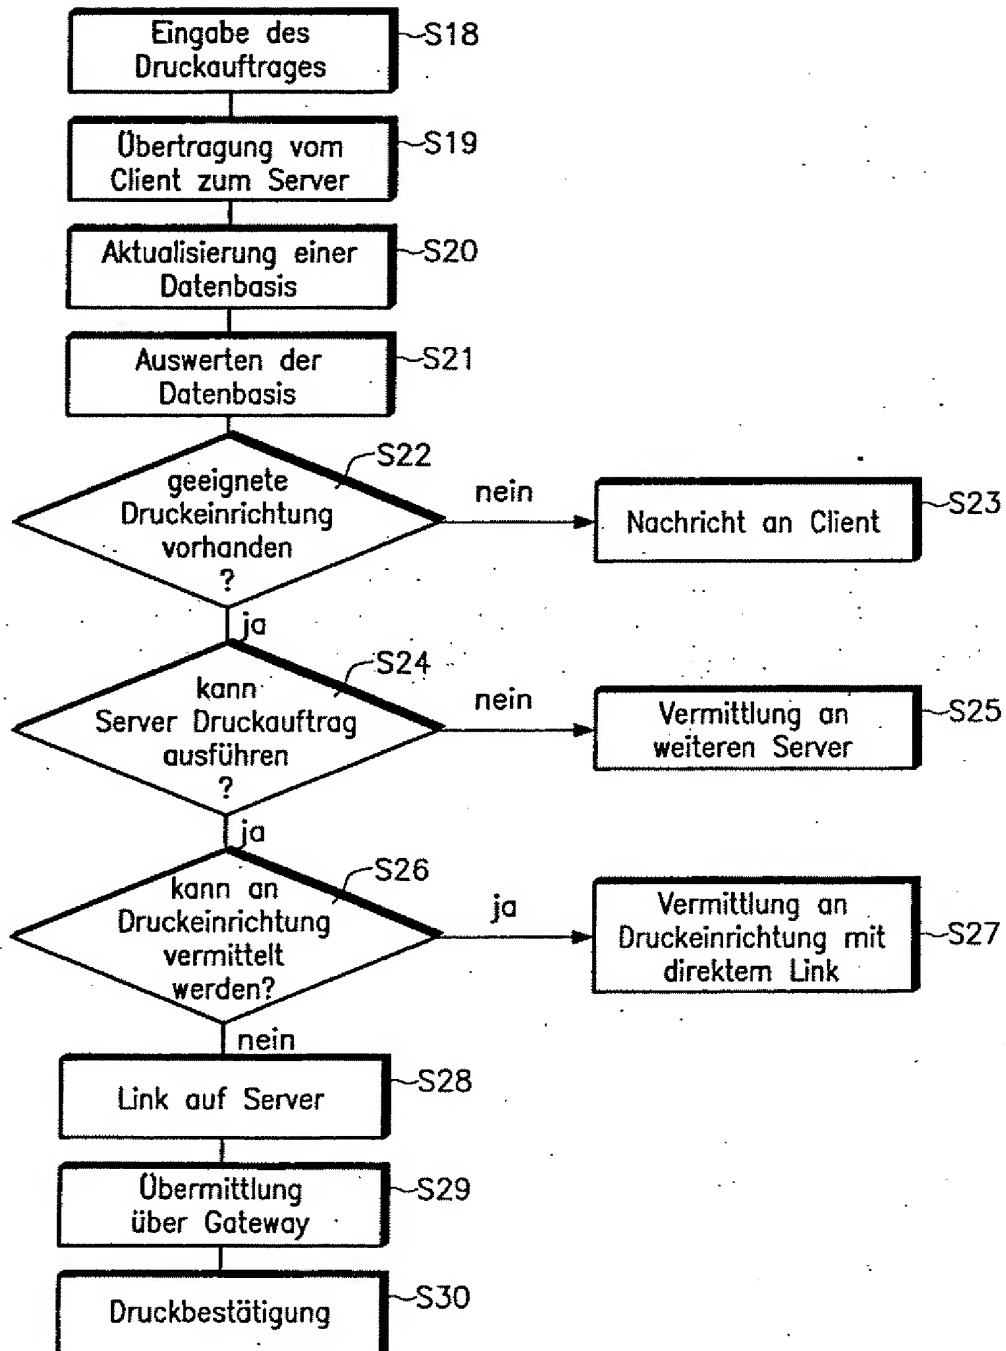 Eingabe des
Druckauftrages
S18
Übertragung vom
Client zum Server
S19
Aktualisierung einer
Datenbasis
S20
Auswerten der
Datenbasis
S21
S22
geeignete
Druckeinrichtung
vorhanden
?
nein
Nachricht an Client
S23
ja
S24
kann
Server Druckauftrag
ausführen
?
nein
Vermittlung an
weiteren Server
S25
ja
S26
kann an
Druckeinrichtung
vermittelt
werden?
ja
Vermittlung an
Druckeinrichtung mit
direktem Link
S27
nein
Link auf Server
S28
Übermittlung
über Gateway
S29
Druckbestätigung
S30